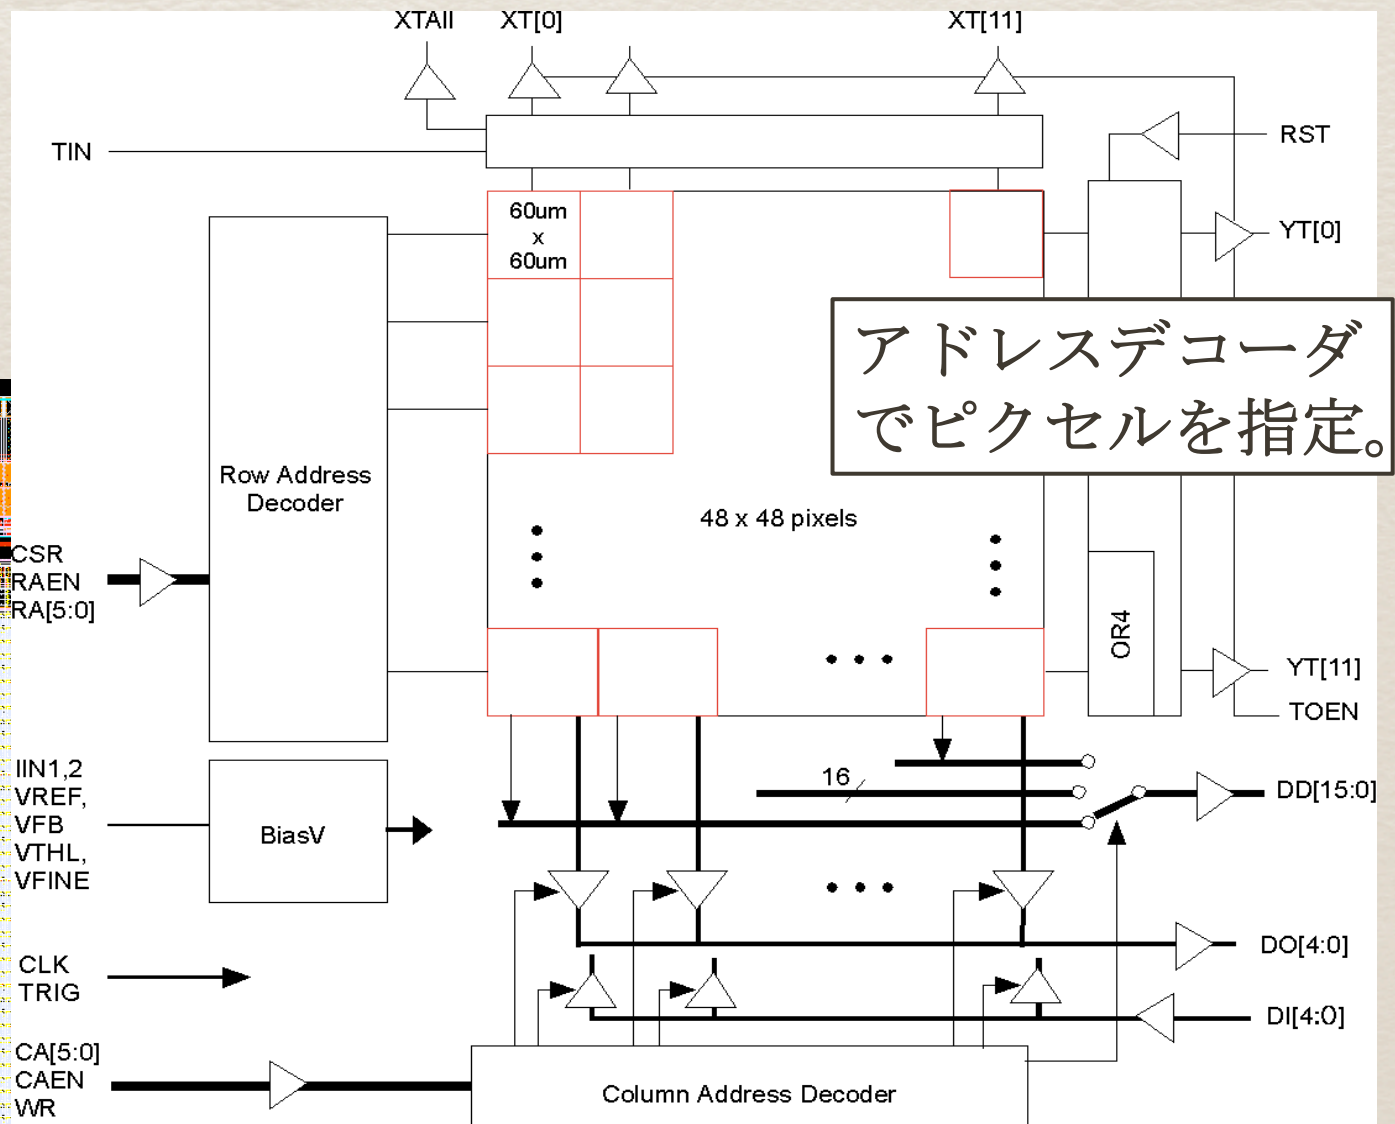 XTAll
XT[0]
XT[11]
TIN
RST
60um
x
60um
YT[0]
アドレスデコーダ
でピクセルを指定。
Row Address
Decoder
48 x 48 pixels
CSR
RAEN
RA[5:0]
OR4
YT[11]
TOEN
IIN1,2
VREF,
VFB
VTHL,
VFINE
BiasV
16
DD[15:0]
DO[4:0]
CLK
TRIG
DI[4:0]
CA[5:0]
CAEN
WR
Column Address Decoder